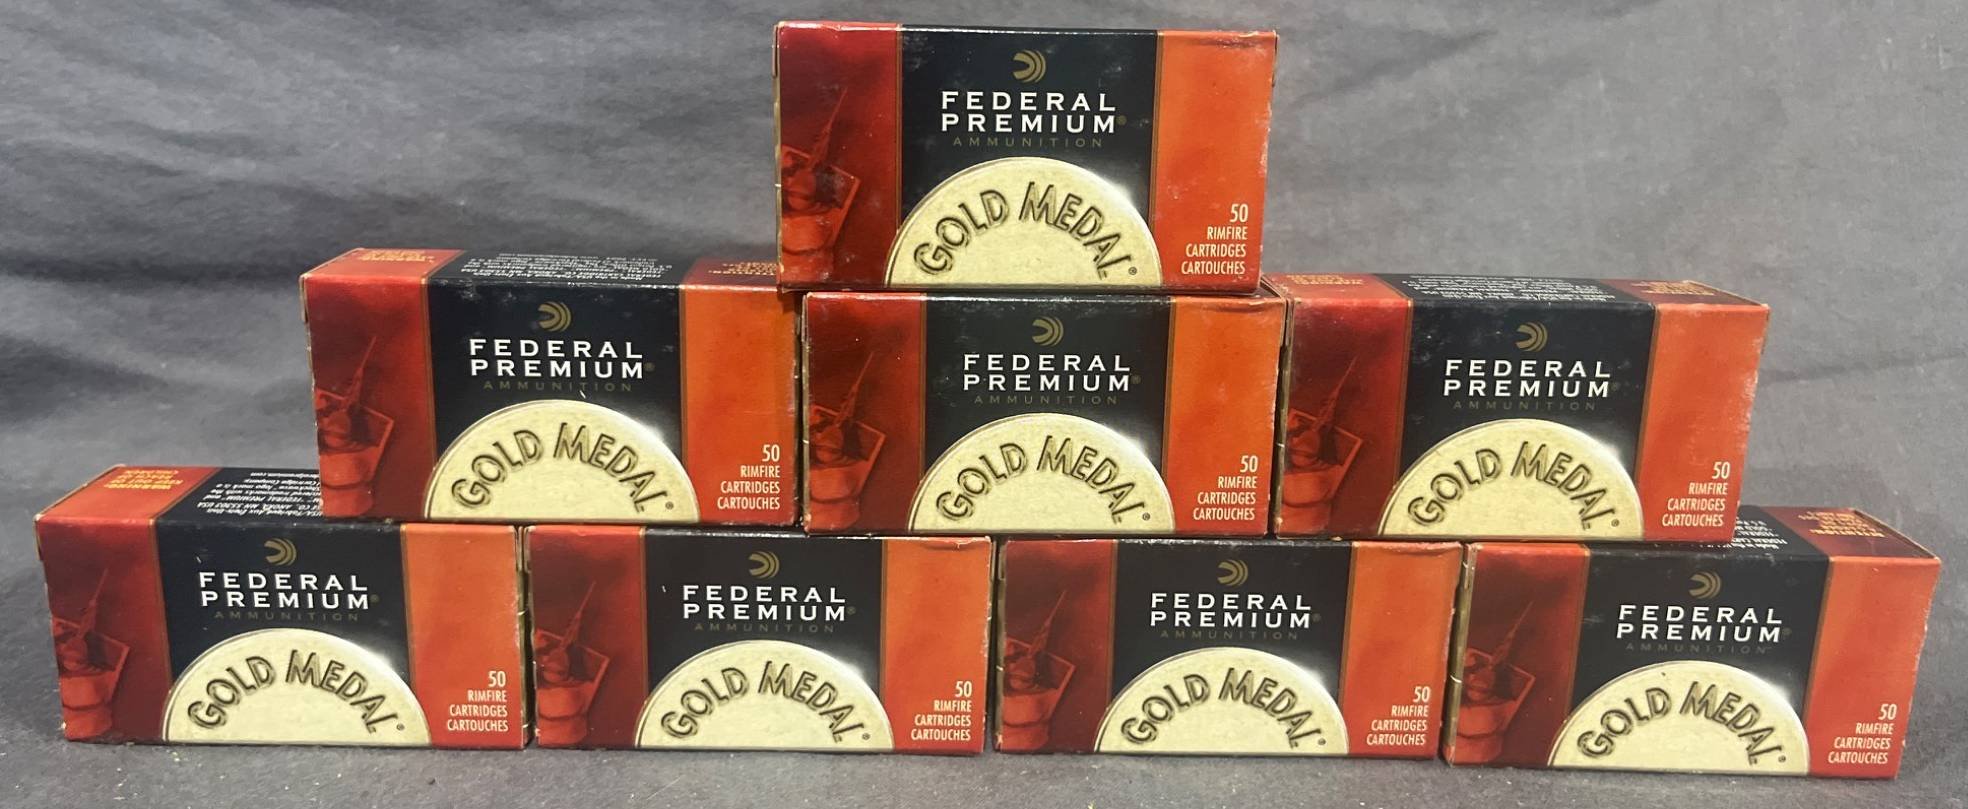 FEDERAL
PREMIUM®
AMMUNITION
GOLD MEDAL®
50
RIMFIRE
CARTRIDGES
CARTOUCHES
FEDERAL
PREMIUM®
AMMUNITION
GOLD MEDAL®
50
RIMFIRE
CARTRIDGES
CARTOUCHES
FEDERAL
PREMIUM®
AMMUNITION
GOLD MEDAL®
50
RIMFIRE
CARTRIDGES
CARTOUCHES
FEDERAL
PREMIUM®
AMMUNITION
GOLD MEDAL®
50
RIMFIRE
CARTRIDGES
CARTOUCHES
FEDERAL
PREMIUM®
AMMUNITION
GOLD MEDAL®
50
RIMFIRE
CARTRIDGES
CARTOUCHES
FEDERAL
PREMIUM®
AMMUNITION
GOLD MEDAL®
50
RIMFIRE
CARTRIDGES
CARTOUCHES
FEDERAL
PREMIUM®
AMMUNITION
GOLD MEDAL®
50
RIMFIRE
CARTRIDGES
CARTOUCHES
FEDERAL
PREMIUM®
AMMUNITION
GOLD MEDAL®
50
RIMFIRE
CARTRIDGES
CARTOUCHES